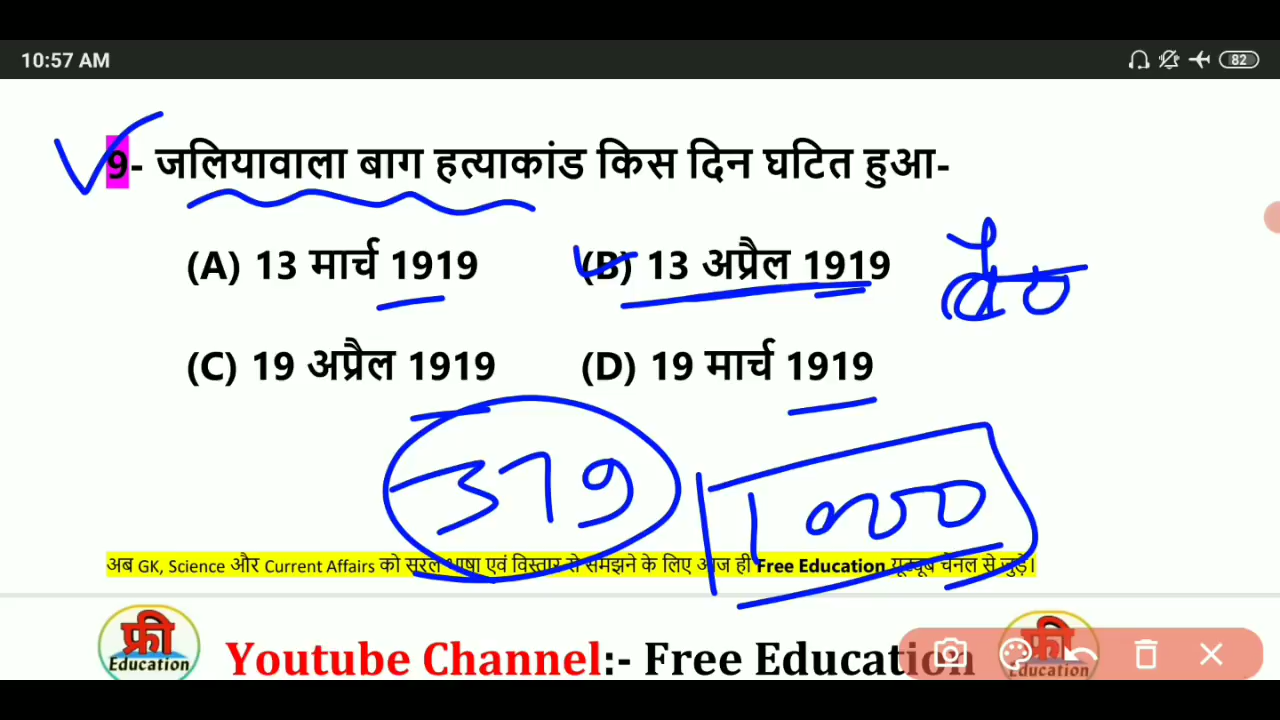 10:57 AM
82
9- जलियावाला बाग हत्याकांड किस दिन घटित हुआ-
(A) 13 मार्च 1919 (B) 13 अप्रैल 1919
(C) 19 अप्रैल 1919 (D) 19 मार्च 1919
379 1000
अब GK, Science और Current Affairs को सरल भाषा एवं विस्तार से समझने के लिए आज ही Free Education यूट्यूब चैनल से जुड़े।
फ्री Education
Youtube Channel:- Free Education
फ्री Education